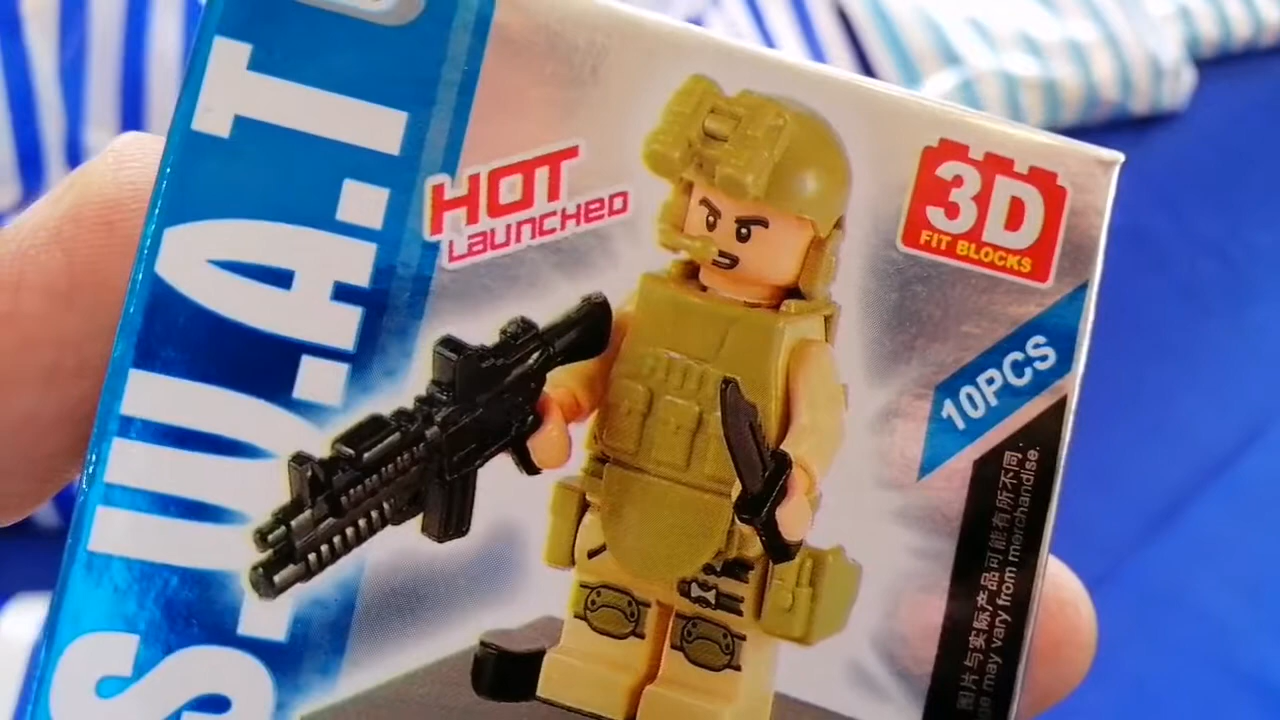 S.W.A.T
HOT
LAUNCHED
3D
FIT BLOCKS
10PCS
图片与实际产品可能有所不同.
may vary from merchandise.